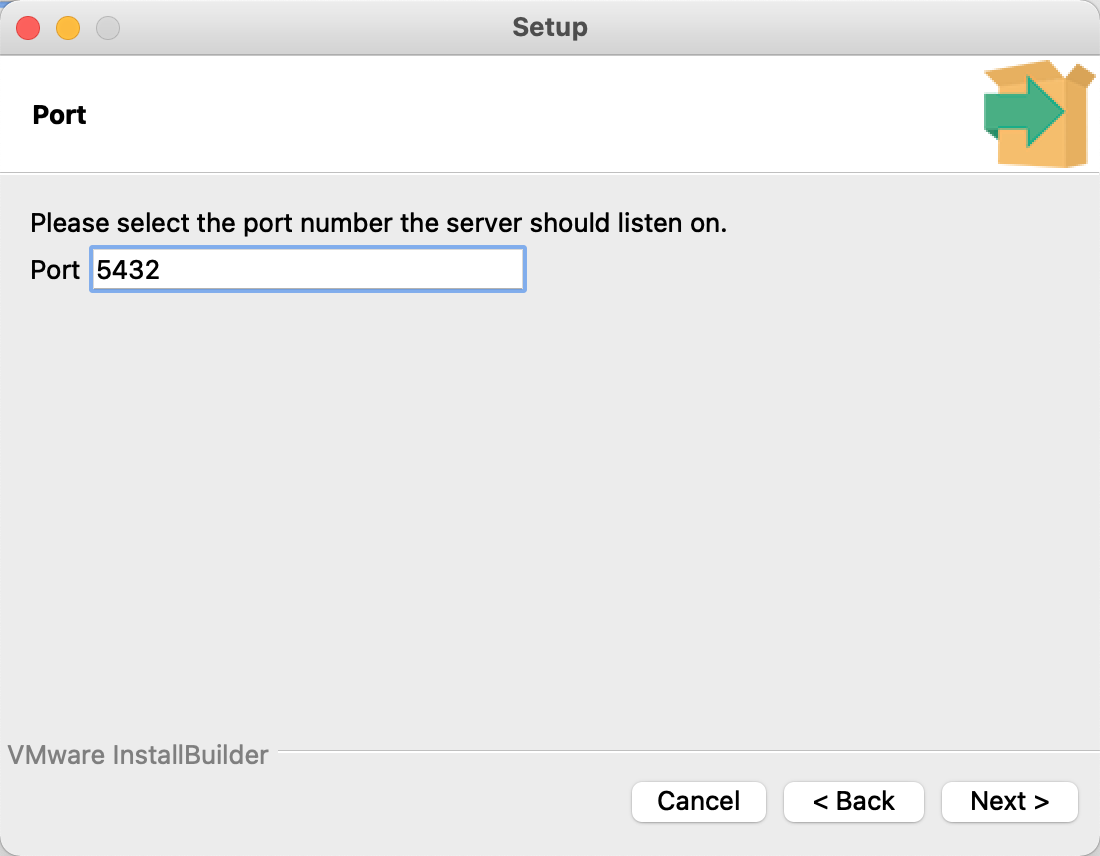 Setup
Port
Please select the port number the server should listen on.
Port 5432
VMware InstallBuilder
Cancel < Back Next >